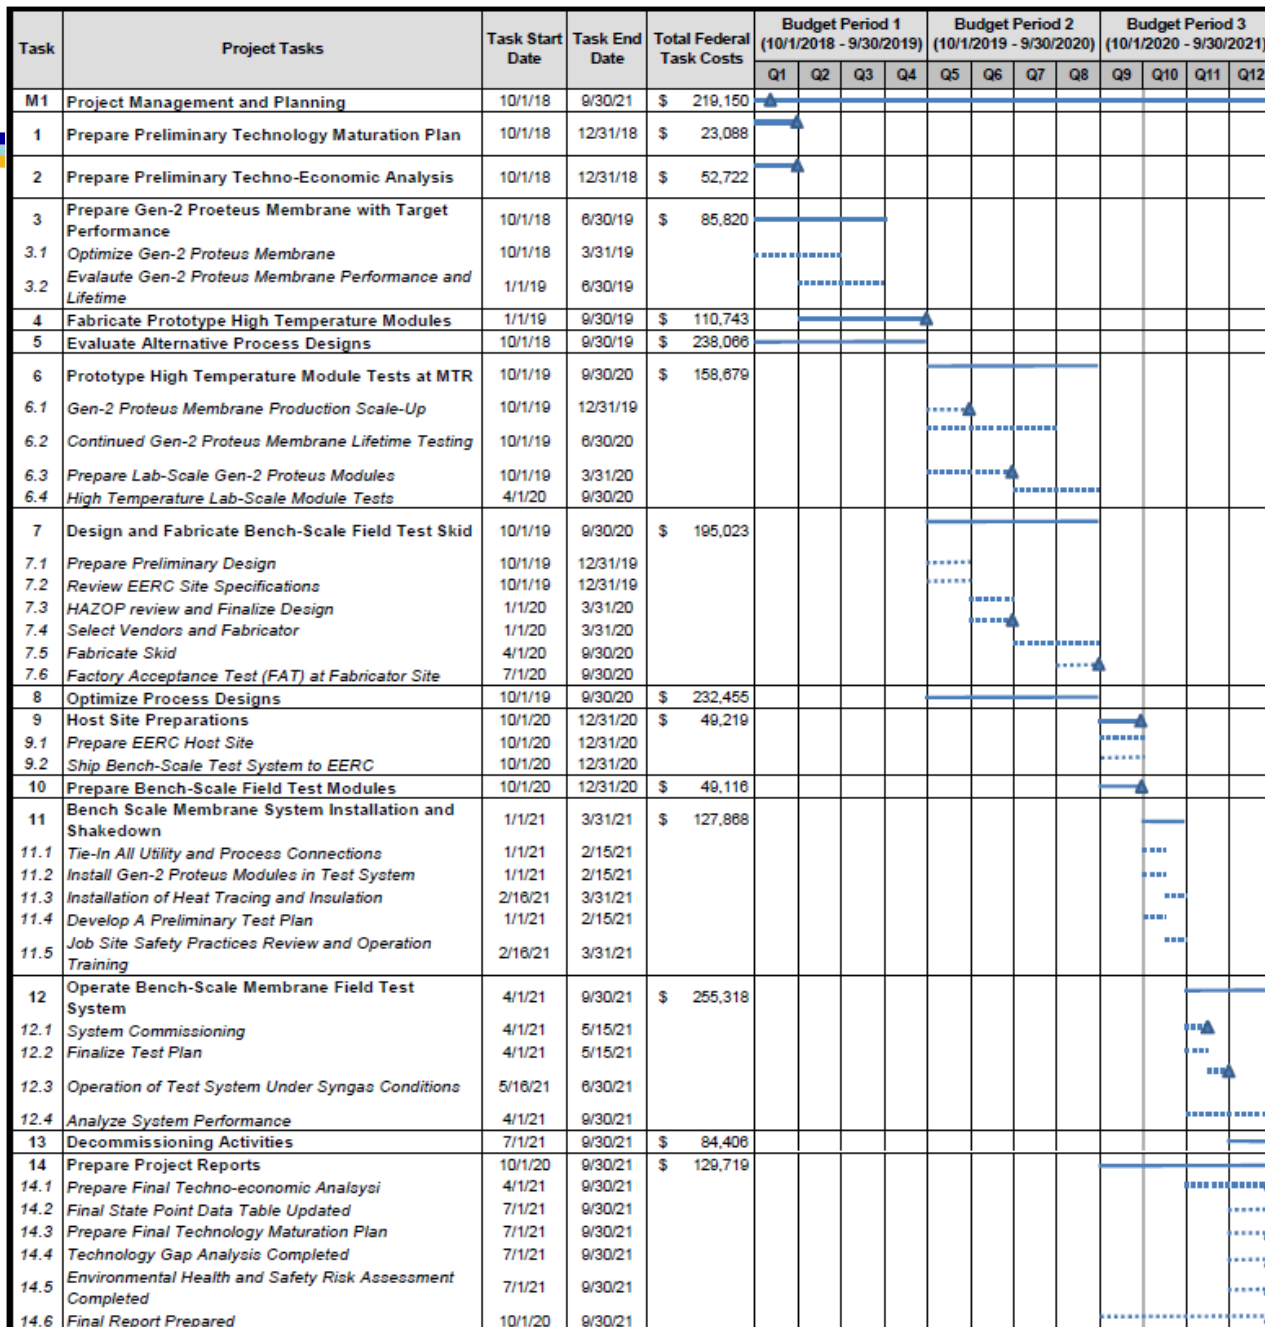 Task Project Tasks Task Start Date Task End Date Total Federal Task Costs Budget Period 1 (10/1/2018 - 9/30/2019) Budget Period 2 (10/1/2019 - 9/30/2020) Budget Period 3 (10/1/2020 - 9/30/2021)
Q1 Q2 Q3 Q4 Q5 Q6 Q7 Q8 Q9 Q10 Q11 Q12
M1 Project Management and Planning 10/1/18 9/30/21 $ 219,150
1 Prepare Preliminary Technology Maturation Plan 10/1/18 12/31/18 $ 23,088
2 Prepare Preliminary Techno-Economic Analysis 10/1/18 12/31/18 $ 52,722
3 Prepare Gen-2 Proeteus Membrane with Target Performance 10/1/18 6/30/19 $ 85,820
3.1 Optimize Gen-2 Proteus Membrane 10/1/18 3/31/19
3.2 Evalaute Gen-2 Proteus Membrane Performance and Lifetime 1/1/19 6/30/19
4 Fabricate Prototype High Temperature Modules 1/1/19 9/30/19 $ 110,743
5 Evaluate Alternative Process Designs 10/1/18 9/30/19 $ 238,066
6 Prototype High Temperature Module Tests at MTR 10/1/19 9/30/20 $ 158,679
6.1 Gen-2 Proteus Membrane Production Scale-Up 10/1/19 12/31/19
6.2 Continued Gen-2 Proteus Membrane Lifetime Testing 10/1/19 6/30/20
6.3 Prepare Lab-Scale Gen-2 Proteus Modules 10/1/19 3/31/20
6.4 High Temperature Lab-Scale Module Tests 4/1/20 9/30/20
7 Design and Fabricate Bench-Scale Field Test Skid 10/1/19 9/30/20 $ 195,023
7.1 Prepare Preliminary Design 10/1/19 12/31/19
7.2 Review EERC Site Specifications 10/1/19 12/31/19
7.3 HAZOP review and Finalize Design 1/1/20 3/31/20
7.4 Select Vendors and Fabricator 1/1/20 3/31/20
7.5 Fabricate Skid 4/1/20 9/30/20
7.6 Factory Acceptance Test (FAT) at Fabricator Site 7/1/20 9/30/20
8 Optimize Process Designs 10/1/19 9/30/20 $ 232,455
9 Host Site Preparations 10/1/20 12/31/20 $ 49,219
9.1 Prepare EERC Host Site 10/1/20 12/31/20
9.2 Ship Bench-Scale Test System to EERC 10/1/20 12/31/20
10 Prepare Bench-Scale Field Test Modules 10/1/20 12/31/20 $ 49,116
11 Bench Scale Membrane System Installation and Shakedown 1/1/21 3/31/21 $ 127,868
11.1 Tie-In All Utility and Process Connections 1/1/21 2/15/21
11.2 Install Gen-2 Proteus Modules in Test System 1/1/21 2/15/21
11.3 Installation of Heat Tracing and Insulation 2/16/21 3/31/21
11.4 Develop A Preliminary Test Plan 1/1/21 2/15/21
11.5 Job Site Safety Practices Review and Operation Training 2/16/21 3/31/21
12 Operate Bench-Scale Membrane Field Test System 4/1/21 9/30/21 $ 255,318
12.1 System Commissioning 4/1/21 5/15/21
12.2 Finalize Test Plan 4/1/21 5/15/21
12.3 Operation of Test System Under Syngas Conditions 5/16/21 6/30/21
12.4 Analyze System Performance 4/1/21 9/30/21
13 Decommissioning Activities 7/1/21 9/30/21 $ 84,406
14 Prepare Project Reports 10/1/20 9/30/21 $ 129,719
14.1 Prepare Final Techno-economic Analsysi 4/1/21 9/30/21
14.2 Final State Point Data Table Updated 7/1/21 9/30/21
14.3 Prepare Final Technology Maturation Plan 7/1/21 9/30/21
14.4 Technology Gap Analysis Completed 7/1/21 9/30/21
14.5 Environmental Health and Safety Risk Assessment Completed 7/1/21 9/30/21
14.6 Final Report Prepared 10/1/20 9/30/21